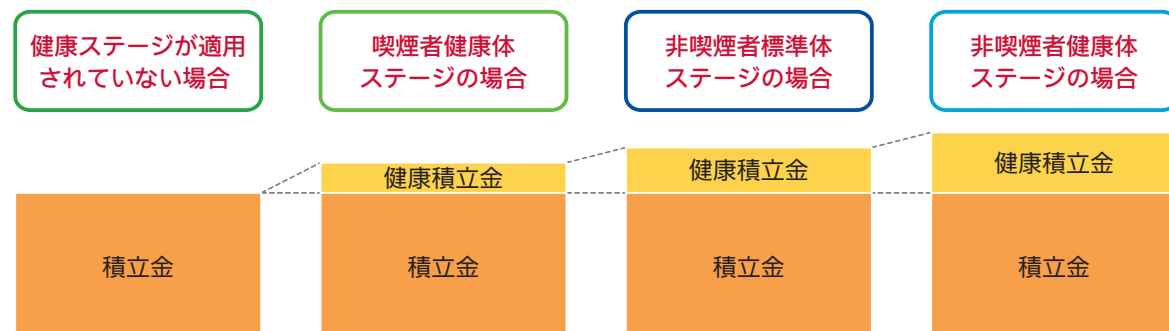 健康ステージが適用
されていない場合
喫煙者健康体
ステージの場合
非喫煙者標準体
ステージの場合
非喫煙者健康体
ステージの場合
健康積立金
健康積立金
健康積立金
積立金
積立金
積立金
積立金